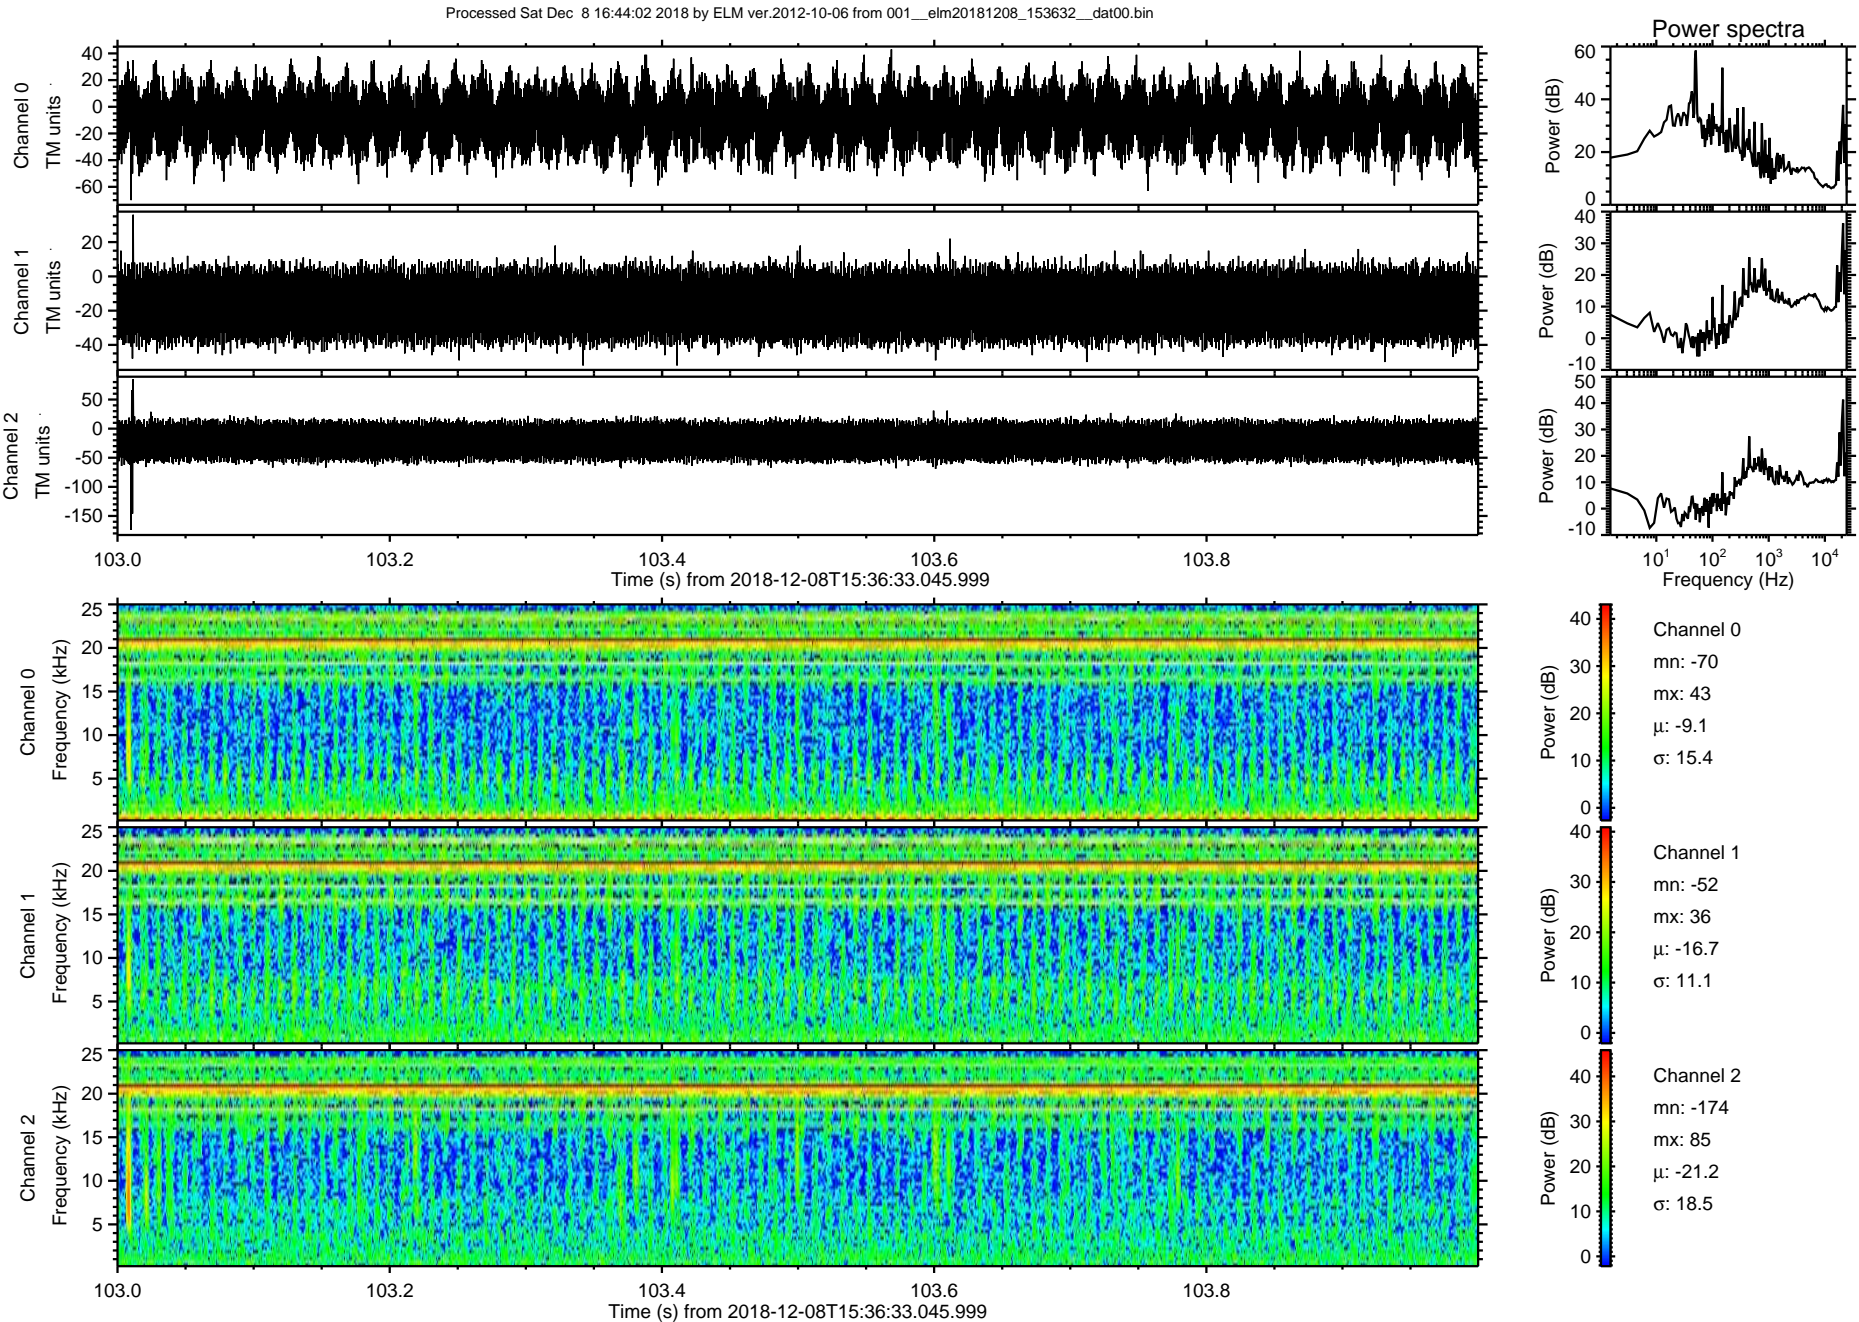 Processed Sat Dec  8 16:44:02 2018 by ELM ver.2012-10-06 from 001__elm20181208_153632__dat00.bin
Power spectra
Channel 0
TM units
40
20
0
-20
-40
-60
Power (dB)
60
40
20
0
Channel 1
TM units
20
0
-20
-40
Power (dB)
40
30
20
10
0
-10
Channel 2
TM units
50
0
-50
-100
-150
Power (dB)
50
40
30
20
10
0
-10
103.0 103.2 103.4 103.6 103.8
Time (s) from 2018-12-08T15:36:33.045.999
10¹ 10² 10³ 10⁴
Frequency (Hz)
Channel 0
Frequency (kHz)
25
20
15
10
5
Power (dB)
40
30
20
10
0
Channel 0
mn: -70
mx: 43
μ: -9.1
σ: 15.4
Channel 1
Frequency (kHz)
25
20
15
10
5
Power (dB)
40
30
20
10
0
Channel 1
mn: -52
mx: 36
μ: -16.7
σ: 11.1
Channel 2
Frequency (kHz)
25
20
15
10
5
Power (dB)
40
30
20
10
0
Channel 2
mn: -174
mx: 85
μ: -21.2
σ: 18.5
103.0 103.2 103.4 103.6 103.8
Time (s) from 2018-12-08T15:36:33.045.999